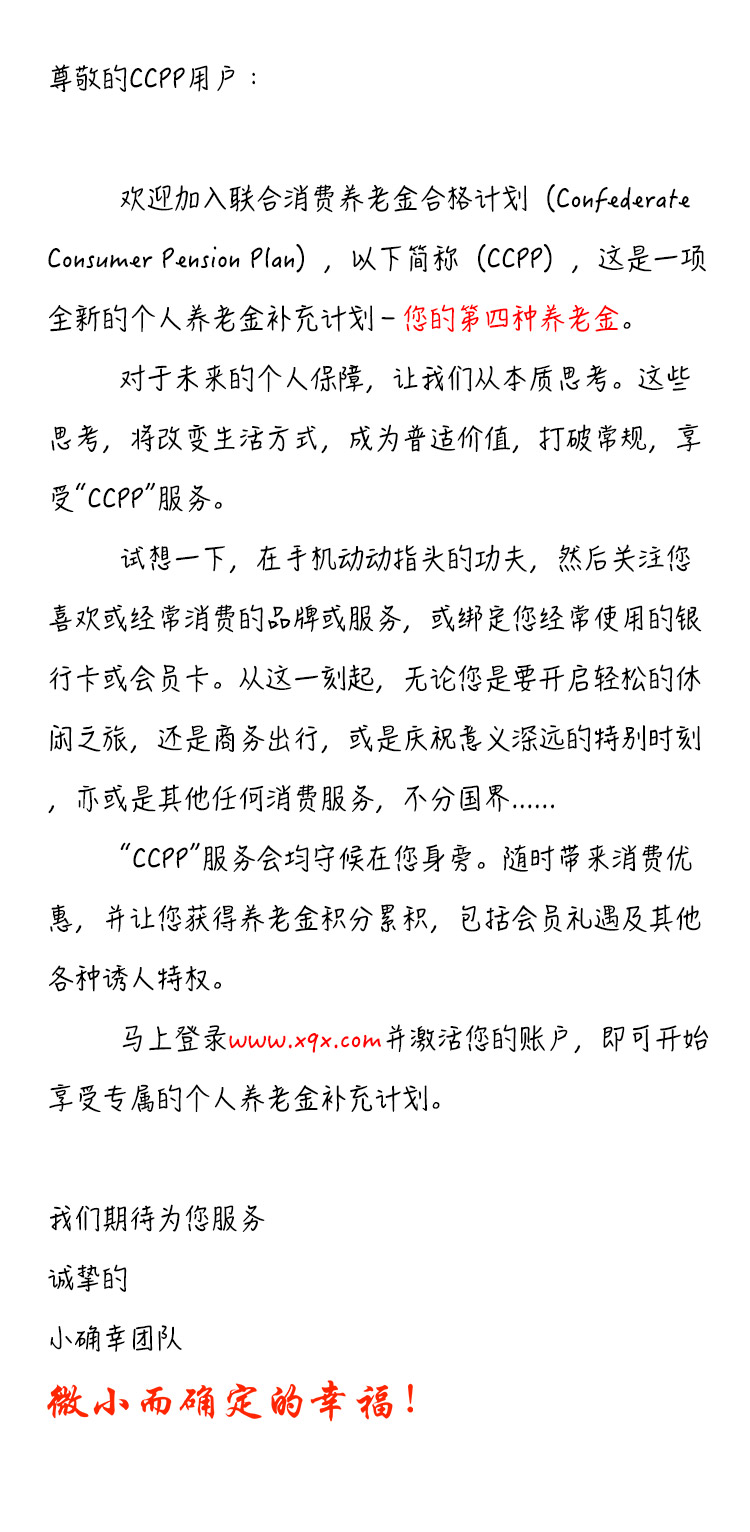 尊敬的CCPP用户：
欢迎加入联合消费养老金合格计划（Confederate
Consumer Pension Plan），以下简称（CCPP），这是一项
全新的个人养老金补充计划－您的第四种养老金。
对于未来的个人保障，让我们从本质思考。这些
思考，将改变生活方式，成为普适价值，打破常规，享
受“CCPP”服务。
试想一下，在手机动动指头的功夫，然后关注您
喜欢或经常消费的品牌或服务，或绑定您经常使用的银
行卡或会员卡。从这一刻起，无论您是要开启轻松的休
闲之旅，还是商务出行，或是庆祝意义深远的特别时刻
，亦或是其他任何消费服务，不分国界……
“CCPP”服务会均守候在您身旁。随时带来消费优
惠，并让您获得养老金积分累积，包括会员礼遇及其他
各种诱人特权。
马上登录www.xqx.com并激活您的账户，即可开始
享受专属的个人养老金补充计划。
我们期待为您服务
诚挚的
小确幸团队
微小而确定的幸福！